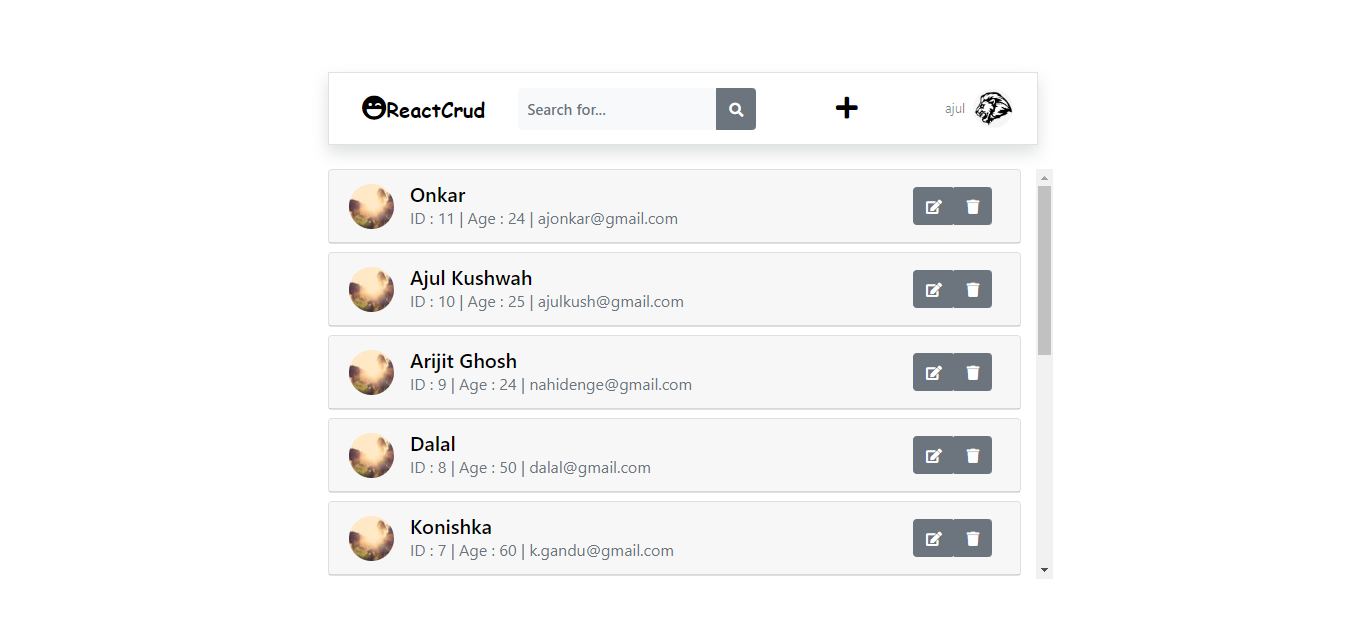 ReactCrud
Search for...
ajul
Onkar
ID : 11 | Age : 24 | ajonkar@gmail.com
Ajul Kushwah
ID : 10 | Age : 25 | ajulkush@gmail.com
Arijit Ghosh
ID : 9 | Age : 24 | nahidenge@gmail.com
Dalal
ID : 8 | Age : 50 | dalal@gmail.com
Konishka
ID : 7 | Age : 60 | k.gandu@gmail.com